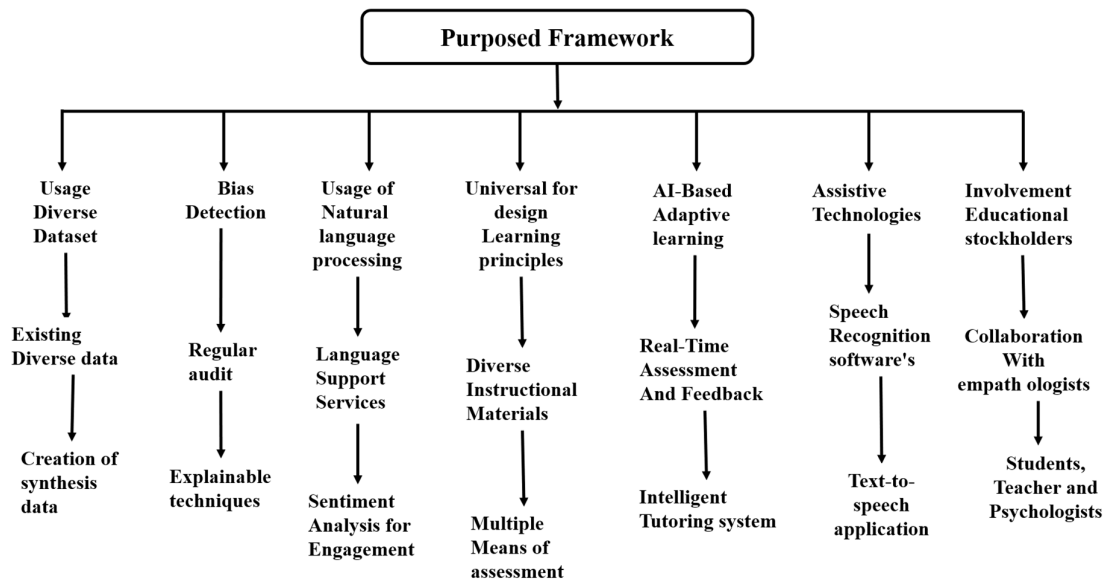 Purposed Framework
Usage
Diverse
Dataset
Bias
Detection
Usage of
Natural
language
processing
Universal for
design
Learning
principles
AI-Based
Adaptive
learning
Assistive
Technologies
Involvement
Educational
stockholders
Existing
Diverse data
Regular
audit
Language
Support
Services
Diverse
Instructional
Materials
Real-Time
Assessment
And Feedback
Speech
Recognition
software's
Collaboration
With
empath ologists
Creation of
synthesis
data
Explainable
techniques
Sentiment
Analysis for
Engagement
Multiple
Means of
assessment
Intelligent
Tutoring system
Text-to-
speech
application
Students,
Teacher and
Psychologists